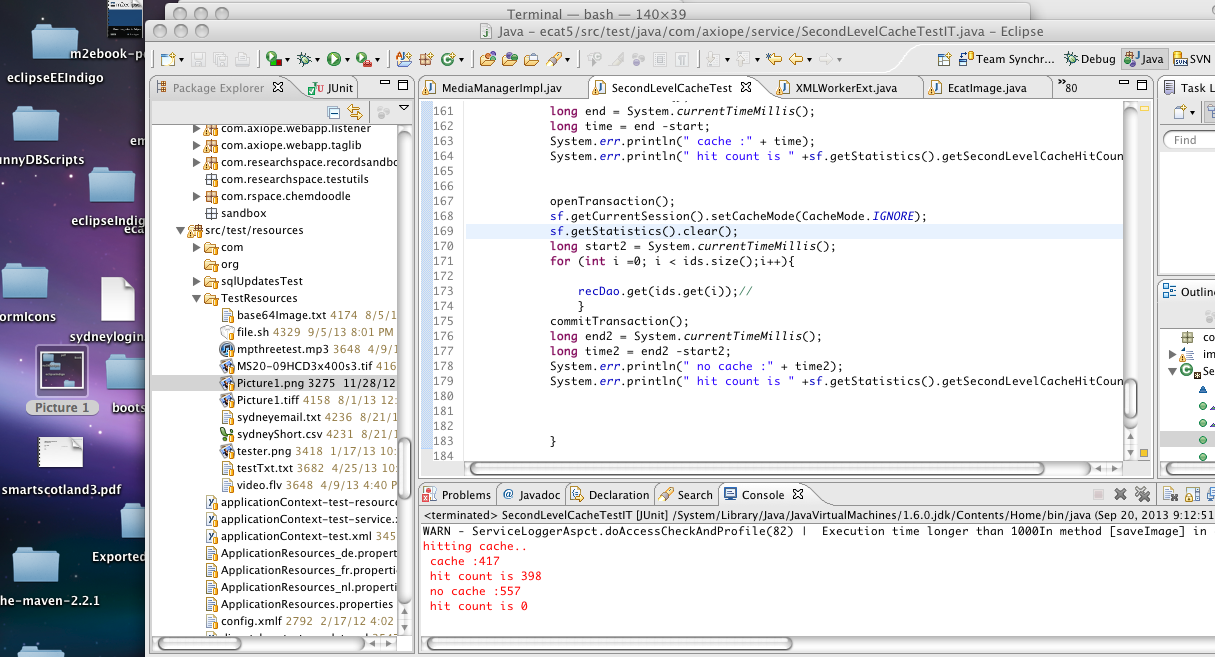 m2ebook-p
eclipseEEIndigo
nnyDBScripts
em
eclipseIndig
eca
ormIcons
sydneylogin
Picture 1
boots
smartscotland3.pdf
Exported
he-maven-2.2.1
Terminal — bash — 140×39
Java – ecat5/src/test/java/com/axiope/service/SecondLevelCacheTestIT.java – Eclipse
Team Synchr... Debug Java SVN
Package Explorer JUnit
com.axiope.webapp.listener
com.axiope.webapp.taglib
com.researchspace.recordsandbo
com.researchspace.testutils
com.rspace.chemdoodle
sandbox
src/test/resources
com
org
sqlUpdatesTest
TestResources
base64Image.txt 4174 8/5/1
file.sh 4329 9/5/13 8:01 PM
mpthreetest.mp3 3648 4/9/1
MS20-09HCD3x400s3.tif 416
Picture1.png 3275 11/28/12
Picture1.tiff 4158 8/1/13 12:
sydneyemail.txt 4236 8/21/
sydneyShort.csv 4231 8/21/
tester.png 3418 1/17/13 10:
testTxt.txt 3682 4/25/13 10:
video.flv 3648 4/9/13 4:40 P
applicationContext-test-resource
applicationContext-test-service.x
applicationContext-test.xml 345
ApplicationResources_de.propert
ApplicationResources_fr.properti
ApplicationResources_nl.properti
ApplicationResources.properties
config.xmlf 2792 2/17/12 4:02
MediaManagerImpl.jav SecondLevelCacheTest XMLWorkerExt.java EcatImage.java »80
161 long end = System.currentTimeMillis();
162 long time = end -start;
163 System.err.println(" cache :" + time);
164 System.err.println(" hit count is " +sf.getStatistics().getSecondLevelCacheHitCoun
165
166
167 openTransaction();
168 sf.getCurrentSession().setCacheMode(CacheMode.IGNORE);
169 sf.getStatistics().clear();
170 long start2 = System.currentTimeMillis();
171 for (int i =0; i < ids.size();i++){
172
173 recDao.get(ids.get(i));//
174 }
175 commitTransaction();
176 long end2 = System.currentTimeMillis();
177 long time2 = end2 -start2;
178 System.err.println(" no cache :" + time2);
179 System.err.println(" hit count is " +sf.getStatistics().getSecondLevelCacheHitCoun
180
181
182
183 }
184
Task L
Find
Outlin
co
im
Se
Problems @ Javadoc Declaration Search Console
<terminated> SecondLevelCacheTestIT [JUnit] /System/Library/Java/JavaVirtualMachines/1.6.0.jdk/Contents/Home/bin/java (Sep 20, 2013 9:12:51
WARN - ServiceLoggerAspct.doAccessCheckAndProfile(82) | Execution time longer than 1000In method [saveImage] in
hitting cache..
cache :417
hit count is 398
no cache :557
hit count is 0